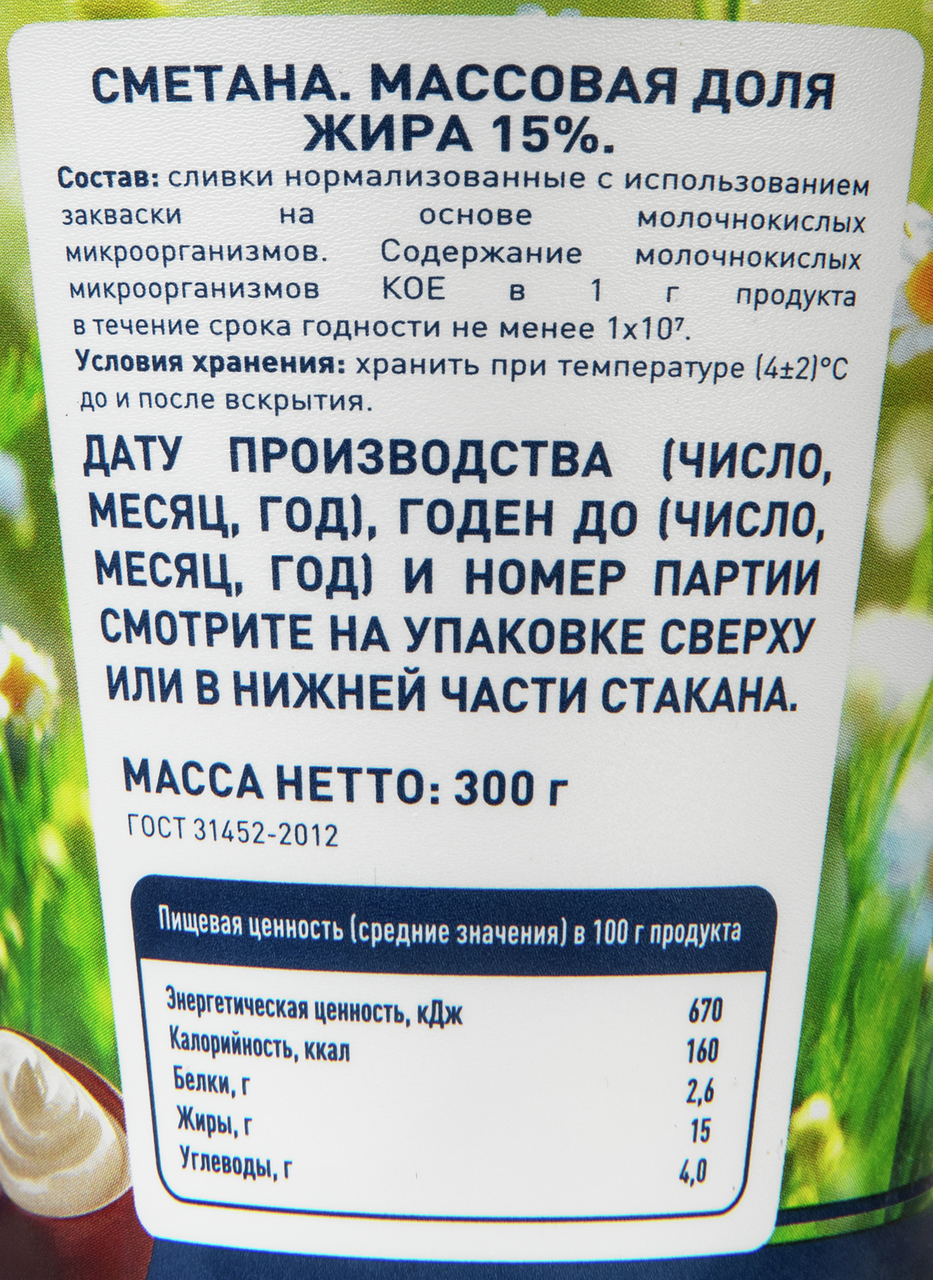 СМЕТАНА. МАССОВАЯ ДОЛЯ
ЖИРА 15%.
Состав: сливки нормализованные с использованием
закваски на основе молочнокислых
микроорганизмов. Содержание молочнокислых
микроорганизмов КОЕ в 1 г продукта
в течение срока годности не менее 1х10⁷.
Условия хранения: хранить при температуре (4±2)°С
до и после вскрытия.
ДАТУ ПРОИЗВОДСТВА (ЧИСЛО,
МЕСЯЦ, ГОД), ГОДЕН ДО (ЧИСЛО,
МЕСЯЦ, ГОД) И НОМЕР ПАРТИИ
СМОТРИТЕ НА УПАКОВКЕ СВЕРХУ
ИЛИ В НИЖНЕЙ ЧАСТИ СТАКАНА.
МАССА НЕТТО: 300 г
ГОСТ 31452-2012
Пищевая ценность (средние значения) в 100 г продукта
Энергетическая ценность, кДж 670
Калорийность, ккал 160
Белки, г 2,6
Жиры, г 15
Углеводы, г 4,0